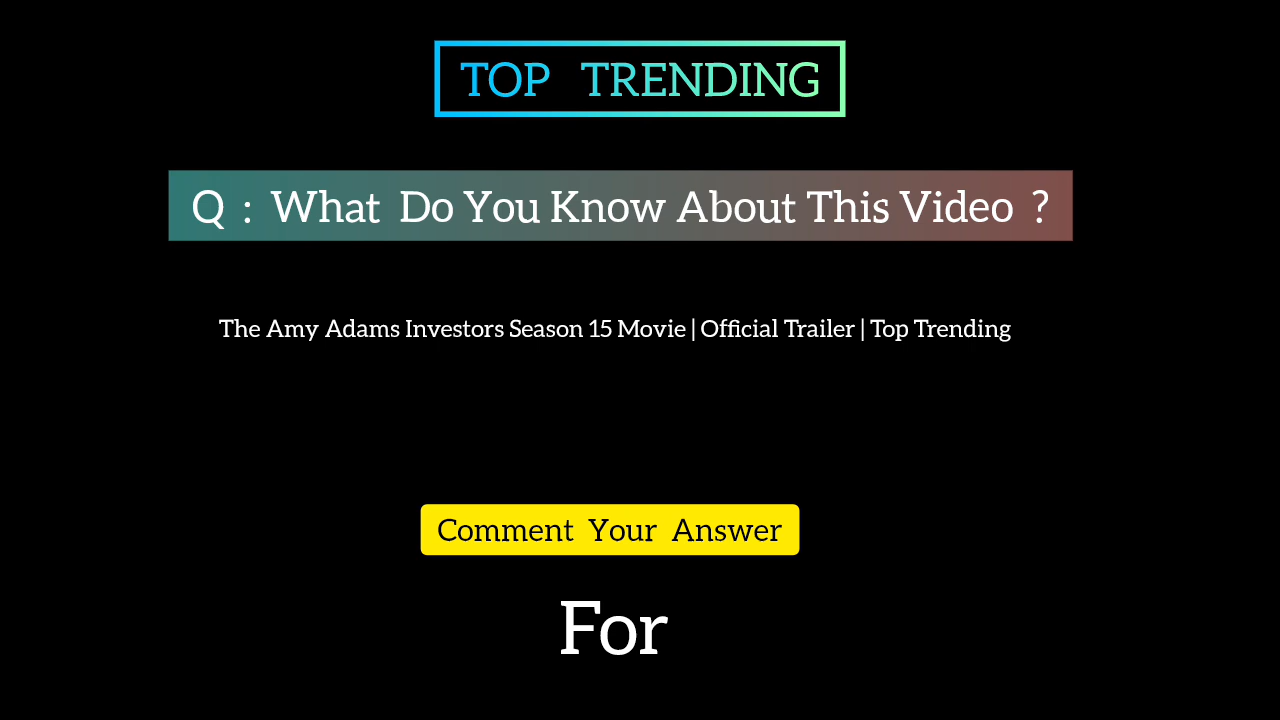 TOP TRENDING
Q : What Do You Know About This Video ?
The Amy Adams Investors Season 15 Movie | Official Trailer | Top Trending
Comment Your Answer
For